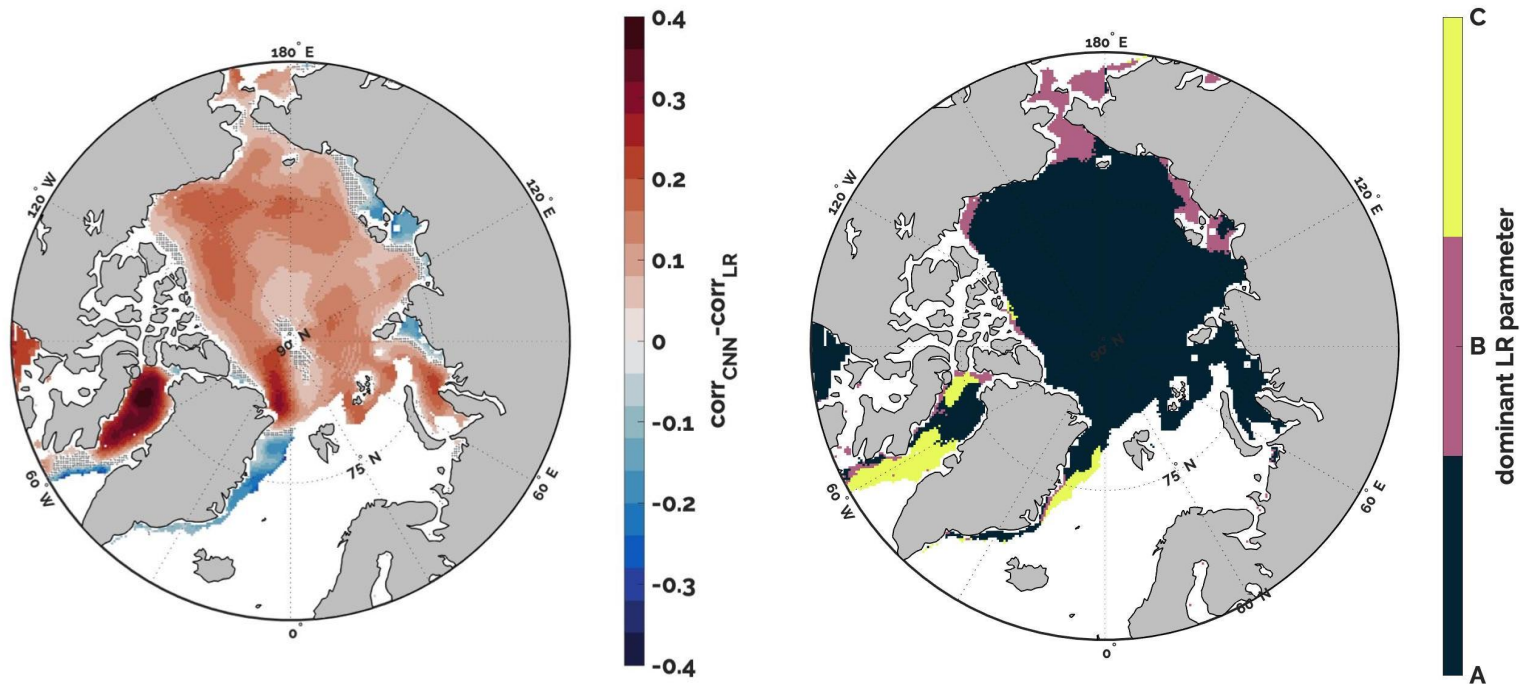 180° E
120° W
120° E
90° N
75° N
60° W
60° E
0°
0.4
0.3
0.2
0.1
0
-0.1
-0.2
-0.3
-0.4
corrCNN-corrLR
180° E
120° W
120° E
90° N
75° N
60° W
60° E
60° N
0°
C
B
A
dominant LR parameter